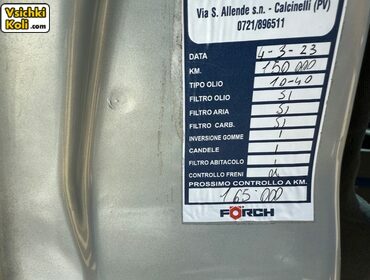 Vsichki
Koli.com
Via S. Allende s.n. - Calcinelli (PV)
0721/896511
DATA 4-3-23
KM. 150.000
TIPO OLIO 10-40
FILTRO OLIO SI
FILTRO ARIA SI
FILTRO CARB. SI
INVERSIONE GOMME /
CANDELE /
FILTRO ABITACOLO /
CONTROLLO FRENI
PROSSIMO CONTROLLO A KM.
165.000
FÖRCH